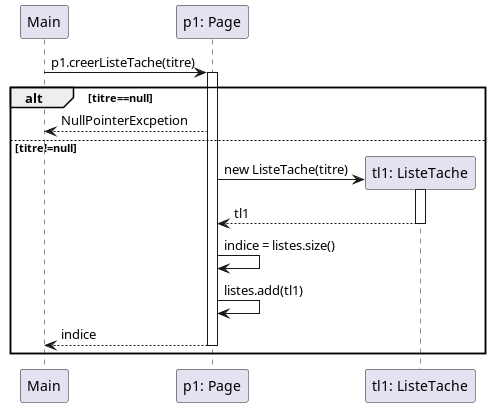 Main
p1: Page
p1.creerListeTache(titre)
alt
[titre==null]
NullPointerExcpetion
[titre!=null]
tl1: ListeTache
new ListeTache(titre)
tl1
indice = listes.size()
listes.add(tl1)
indice
Main
p1: Page
tl1: ListeTache